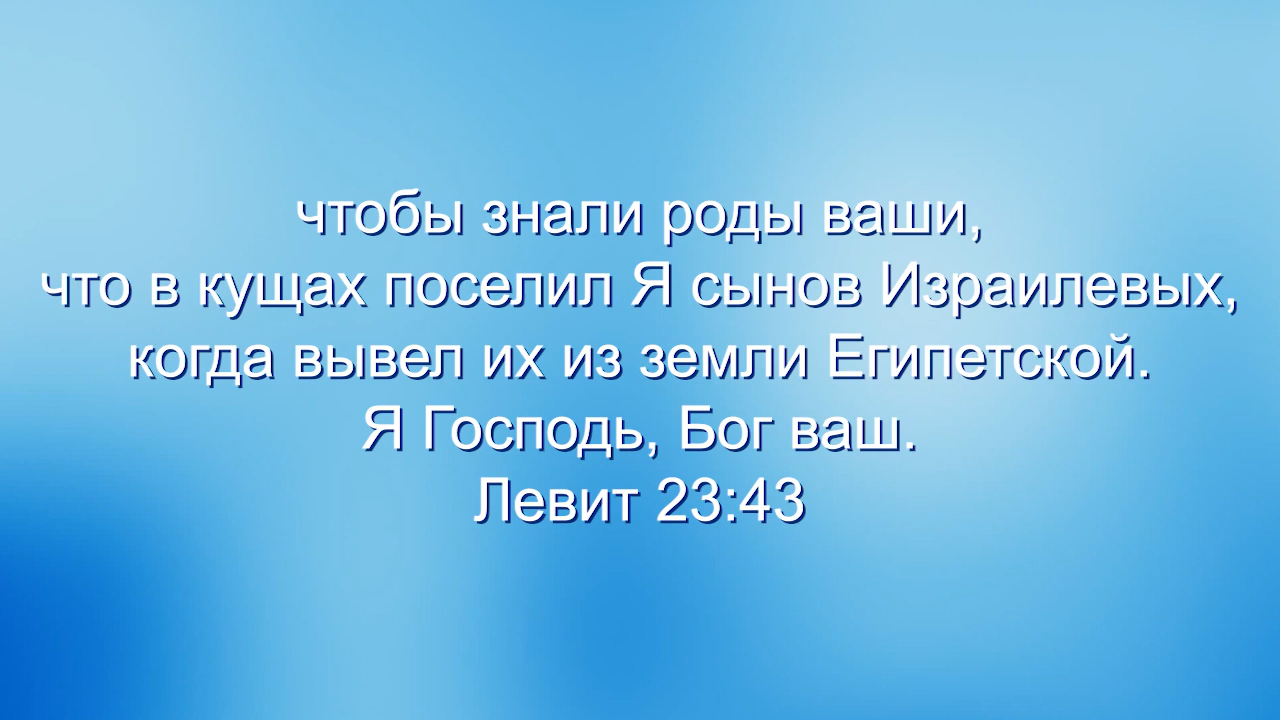 чтобы знали роды ваши,
что в кущах поселил Я сынов Израилевых,
когда вывел их из земли Египетской.
Я Господь, Бог ваш.
Левит 23:43